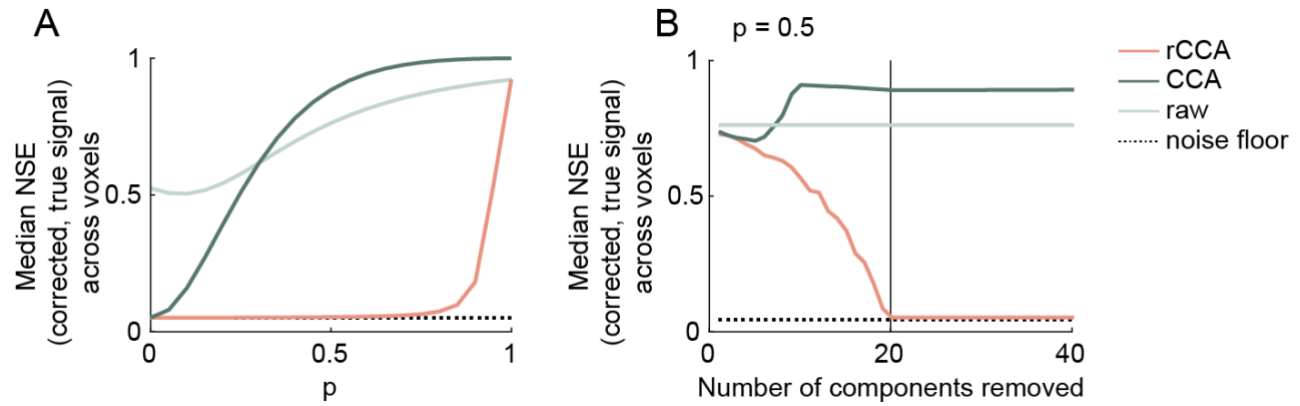 A
Median NSE
(corrected, true signal)
across voxels
1
0.5
0
0
0.5
1
p
B
p = 0.5
Median NSE
(corrected, true signal)
across voxels
1
0.5
0
0
20
40
Number of components removed
rCCA
CCA
raw
noise floor